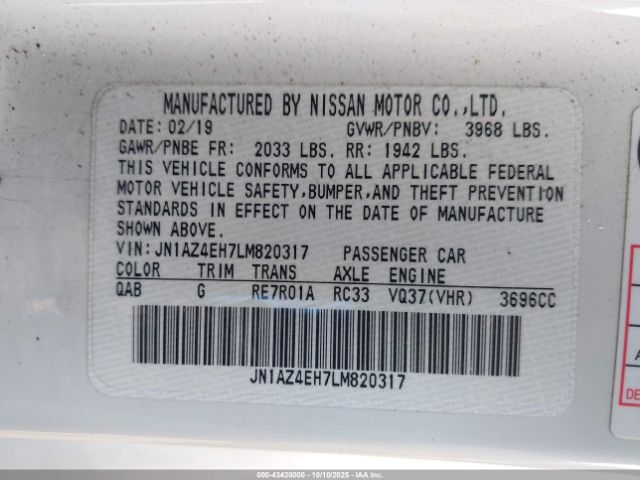 MANUFACTURED BY NISSAN MOTOR CO.,LTD.
DATE: 02/19 GVWR/PNBV: 3968 LBS.
GAWR/PNBE FR: 2033 LBS. RR: 1942 LBS.
THIS VEHICLE CONFORMS TO ALL APPLICABLE FEDERAL
MOTOR VEHICLE SAFETY,BUMPER,AND THEFT PREVENTION
STANDARDS IN EFFECT ON THE DATE OF MANUFACTURE
SHOWN ABOVE.
VIN:JN1AZ4EH7LM820317 PASSENGER CAR
COLOR TRIM TRANS AXLE ENGINE
QAB G RE7R01A RC33 VQ37(VHR) 3696CC
JN1AZ4EH7LM820317
000-43428000 - 10/10/2025 - COPYRIGHT IAA, LLC.